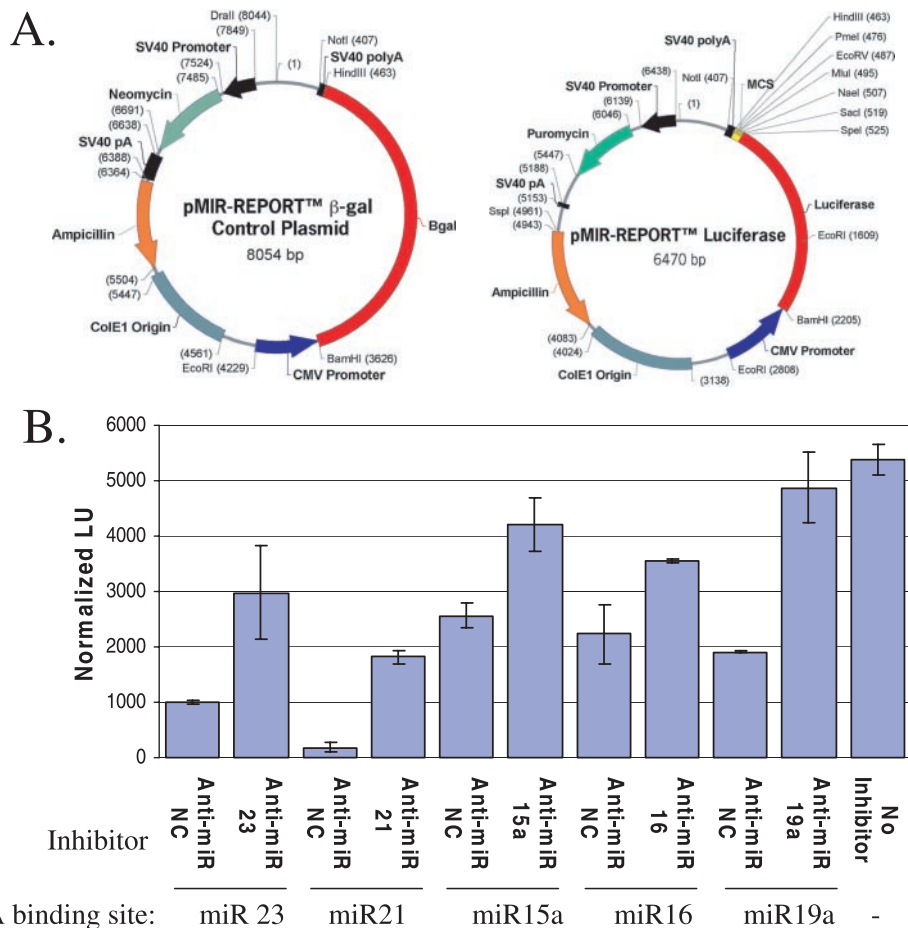 A.
DraII (8044)
(7849)
SV40 Promoter
(7524)
(7485)
Neomycin
(6691)
(6638)
SV40 pA
(6388)
(6364)
Ampicillin
(5504)
(5447)
ColE1 Origin
(4561)
EcoRI (4229)
CMV Promoter
BamHI (3626)
Bgal
HindIII (463)
SV40 polyA
NotI (407)
(1)
pMIR-REPORT™ β-gal
Control Plasmid
8054 bp
SV40 polyA
(6438)
NotI (407)
MCS
HindIII (463)
PmeI (476)
EcoRV (487)
MluI (495)
NaeI (507)
SacI (519)
SpeI (525)
SV40 Promoter
(6139)
(6046)
(1)
Puromycin
(5447)
(5188)
SV40 pA
(5153)
SspI (4961)
(4943)
Ampicillin
(4083)
(4024)
ColE1 Origin
(3138)
EcoRI (2808)
CMV Promoter
BamHI (2205)
EcoRI (1609)
Luciferase
pMIR-REPORT™ Luciferase
6470 bp
B.
Normalized LU
6000
5000
4000
3000
2000
1000
0
Inhibitor
Anti-miR NC
Anti-miR 23
Anti-miR NC
Anti-miR 21
Anti-miR NC
Anti-miR 15a
Anti-miR NC
Anti-miR 16
Anti-miR NC
Anti-miR 19a
No Inhibitor
A binding site: miR 23 miR21 miR15a miR16 miR19a -